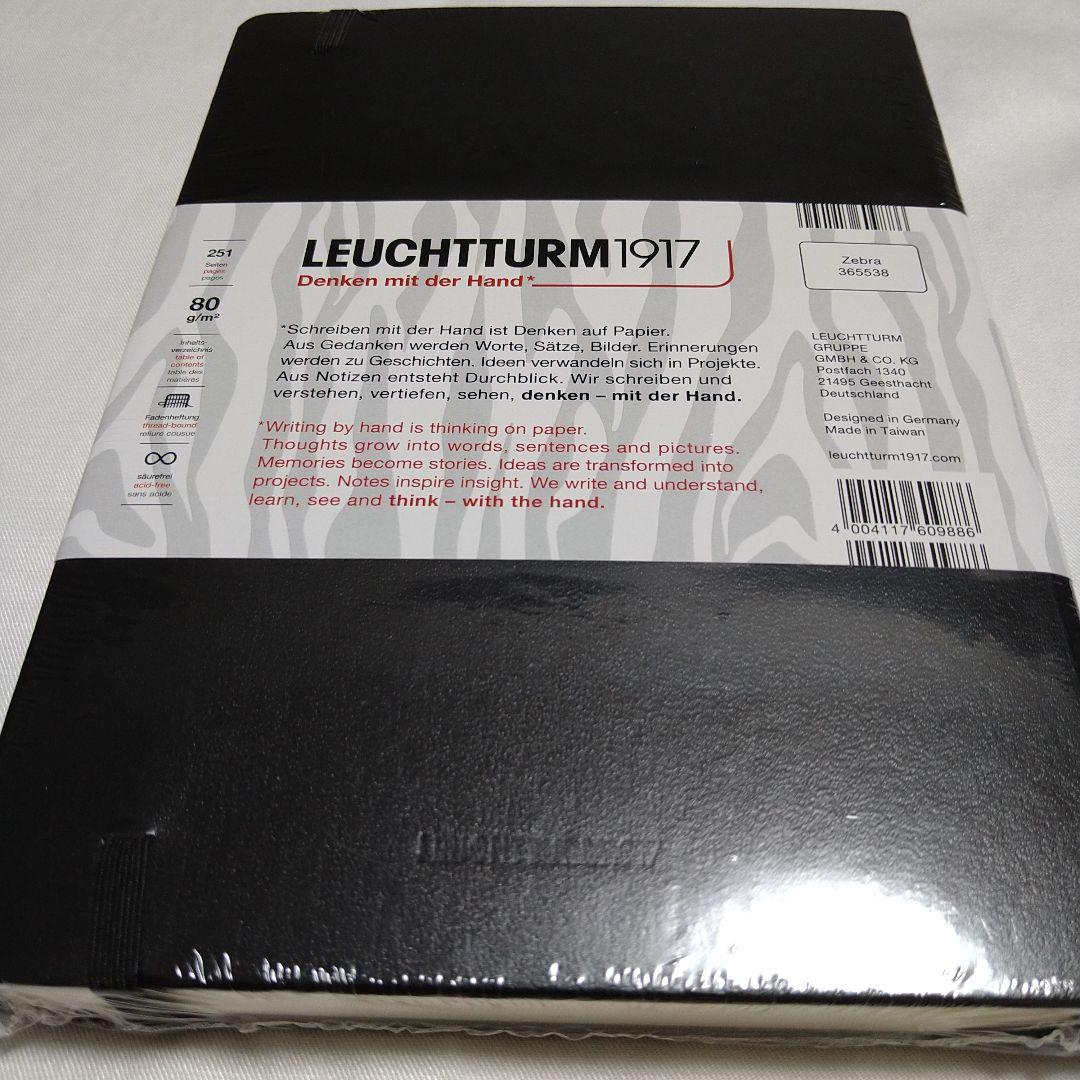 251
Seiten
pages
pages
80
g/m²
Inhalts-
verzeichnis
table of
contents
table des
matières
Fadenheftung
thread-bound
reliure cousue
säurefrei
acid-free
sans acide
LEUCHTTURM1917
Denken mit der Hand*
*Schreiben mit der Hand ist Denken auf Papier.
Aus Gedanken werden Worte, Sätze, Bilder. Erinnerungen
werden zu Geschichten. Ideen verwandeln sich in Projekte.
Aus Notizen entsteht Durchblick. Wir schreiben und
verstehen, vertiefen, sehen, denken – mit der Hand.
*Writing by hand is thinking on paper.
Thoughts grow into words, sentences and pictures.
Memories become stories. Ideas are transformed into
projects. Notes inspire insight. We write and understand,
learn, see and think – with the hand.
Zebra
365538
LEUCHTTURM
GRUPPE
GMBH & CO. KG
Postfach 1340
21495 Geesthacht
Deutschland
Designed in Germany
Made in Taiwan
leuchtturm1917.com
4 004117 609886